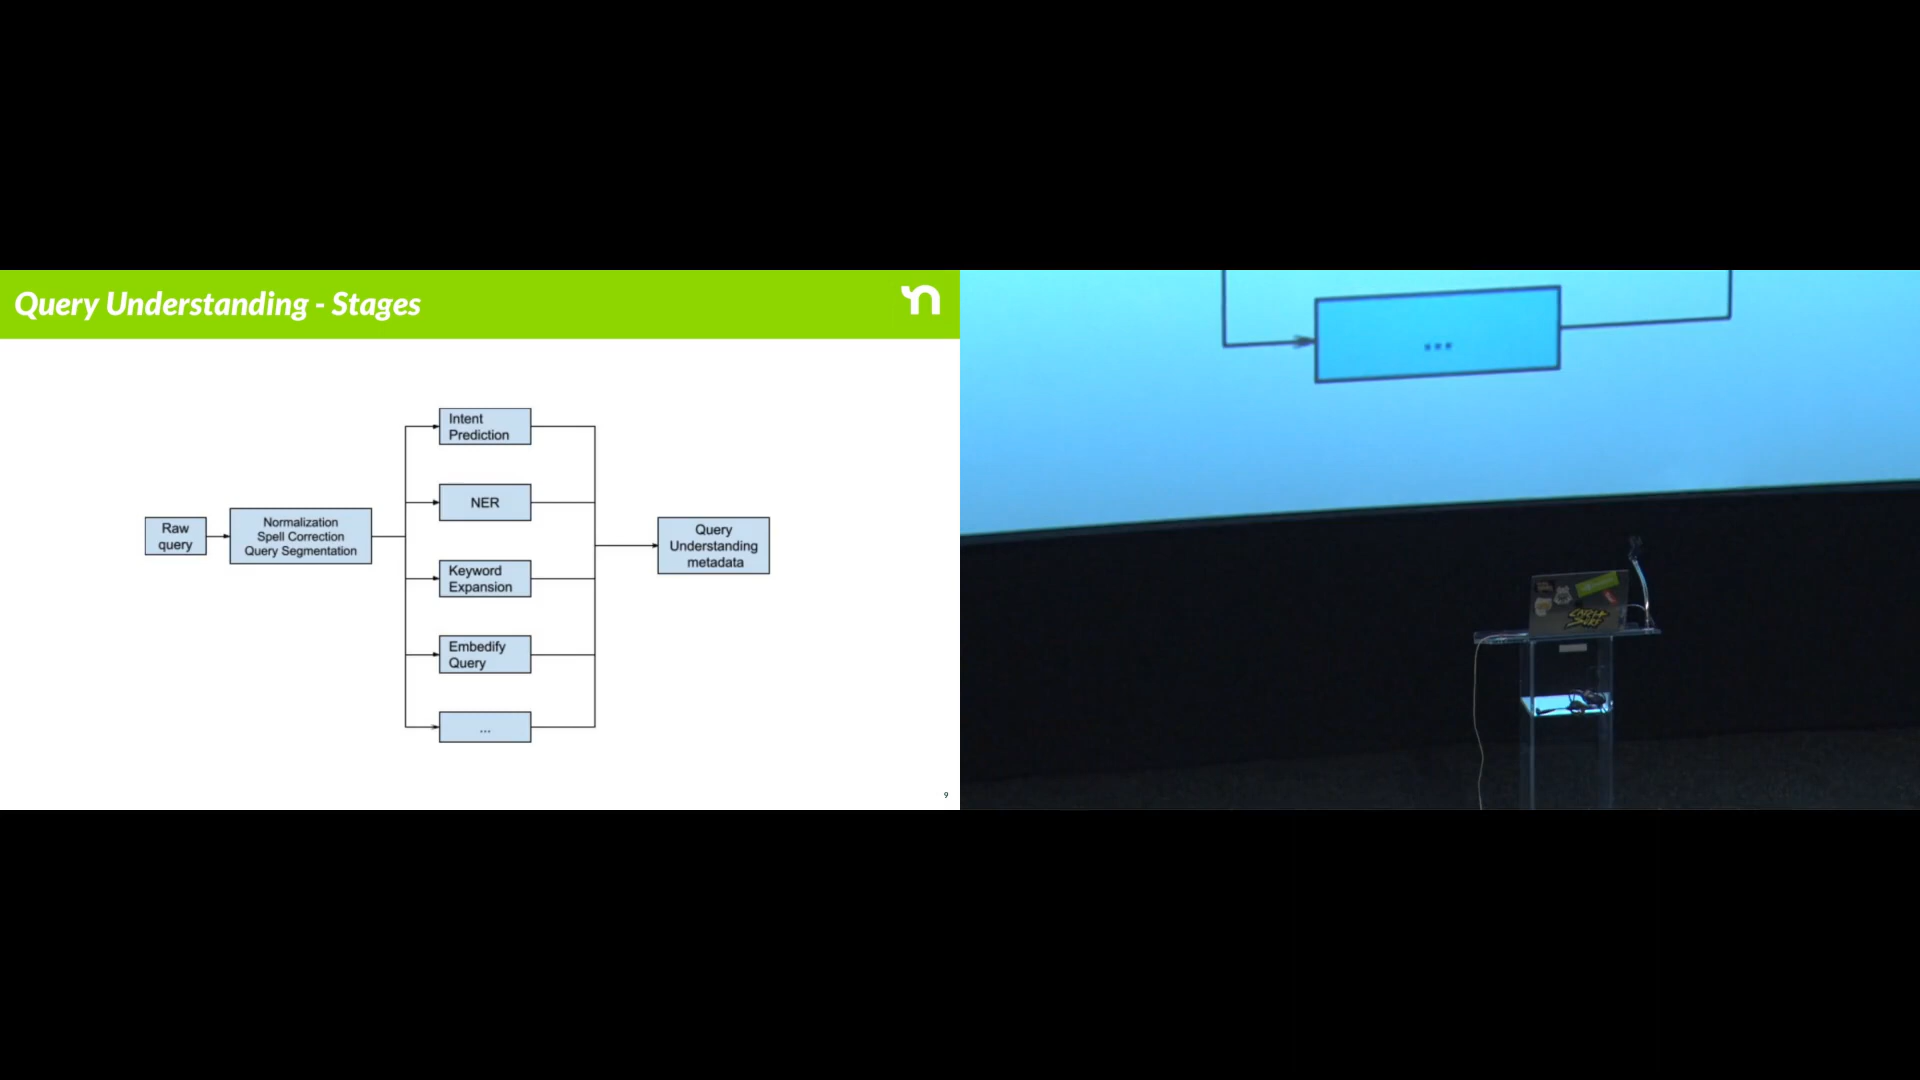 Query Understanding - Stages
Intent
Prediction
NER
Raw
query
Normalization
Spell Correction
Query Segmentation
Keyword
Expansion
Query
Understanding
metadata
Embedify
Query
...
9
...